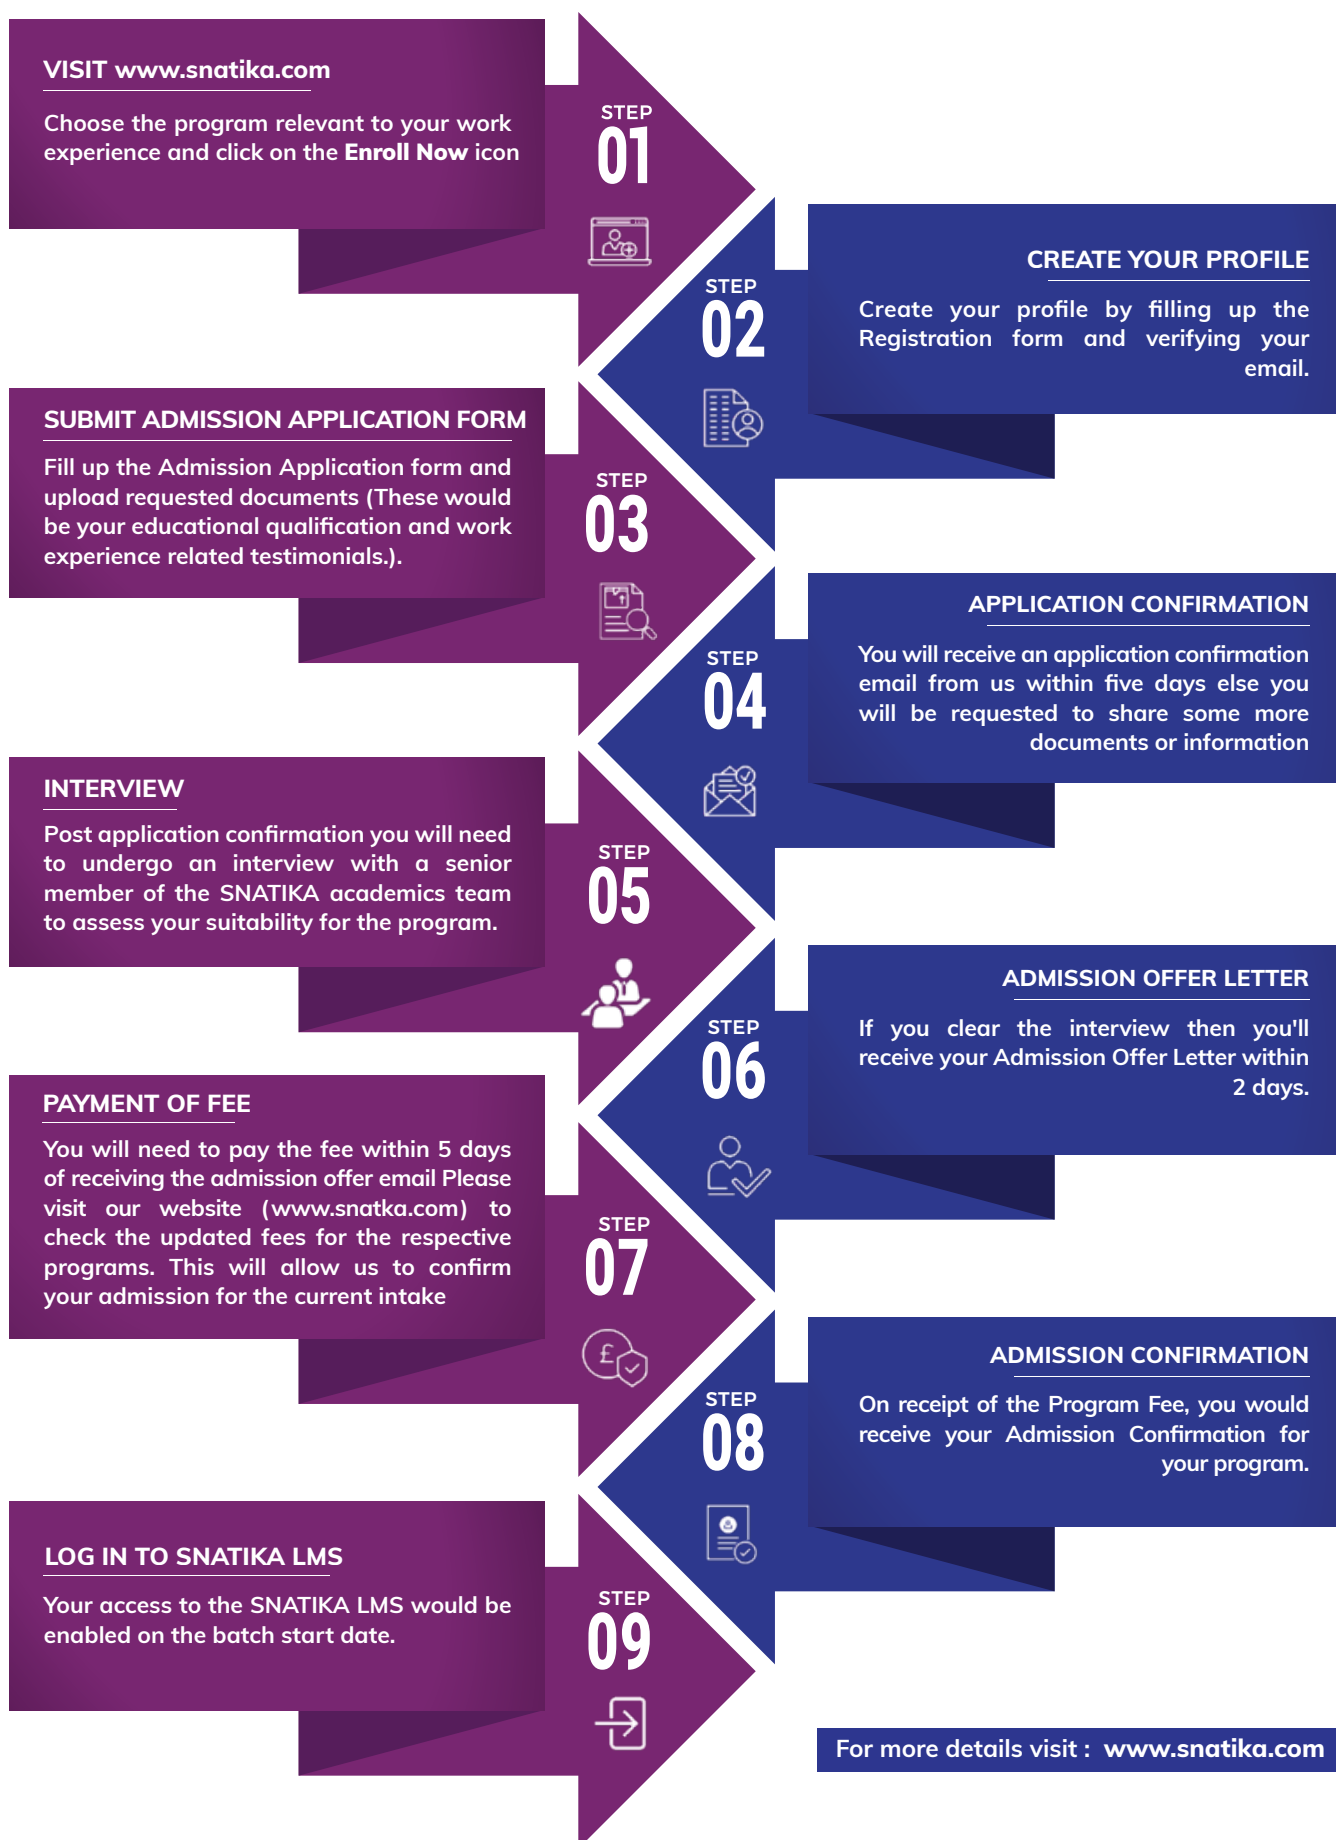 VISIT www.snatika.com
Choose the program relevant to your work
experience and click on the Enroll Now icon
STEP
01
CREATE YOUR PROFILE
Create your profile by filling up the
Registration form and verifying your
email.
STEP
02
SUBMIT ADMISSION APPLICATION FORM
Fill up the Admission Application form and
upload requested documents (These would
be your educational qualification and work
experience related testimonials.).
STEP
03
APPLICATION CONFIRMATION
You will receive an application confirmation
email from us within five days else you
will be requested to share some more
documents or information
STEP
04
INTERVIEW
Post application confirmation you will need
to undergo an interview with a senior
member of the SNATIKA academics team
to assess your suitability for the program.
STEP
05
ADMISSION OFFER LETTER
If you clear the interview then you'll
receive your Admission Offer Letter within
2 days.
STEP
06
PAYMENT OF FEE
You will need to pay the fee within 5 days
of receiving the admission offer email Please
visit our website (www.snatka.com) to
check the updated fees for the respective
programs. This will allow us to confirm
your admission for the current intake
STEP
07
£
ADMISSION CONFIRMATION
On receipt of the Program Fee, you would
receive your Admission Confirmation for
your program.
STEP
08
LOG IN TO SNATIKA LMS
Your access to the SNATIKA LMS would be
enabled on the batch start date.
STEP
09
For more details visit : www.snatika.com